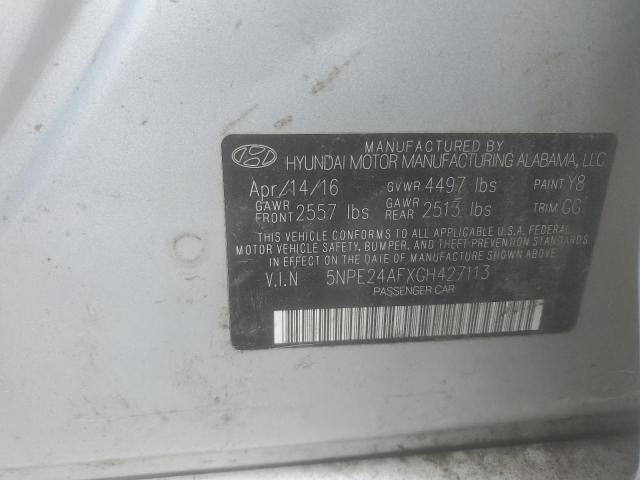 MANUFACTURED BY
HYUNDAI MOTOR MANUFACTURING ALABAMA, LLC
Apr/14/16 GVWR 4497 lbs PAINT Y8
GAWR FRONT 2557 lbs GAWR REAR 2513 lbs TRIM GG
THIS VEHICLE CONFORMS TO ALL APPLICABLE U.S.A. FEDERAL
MOTOR VEHICLE SAFETY, BUMPER, AND THEFT PREVENTION STANDARDS
IN EFFECT ON THE DATE OF MANUFACTURE SHOWN ABOVE.
V.I.N 5NPE24AFXGH427113
PASSENGER CAR